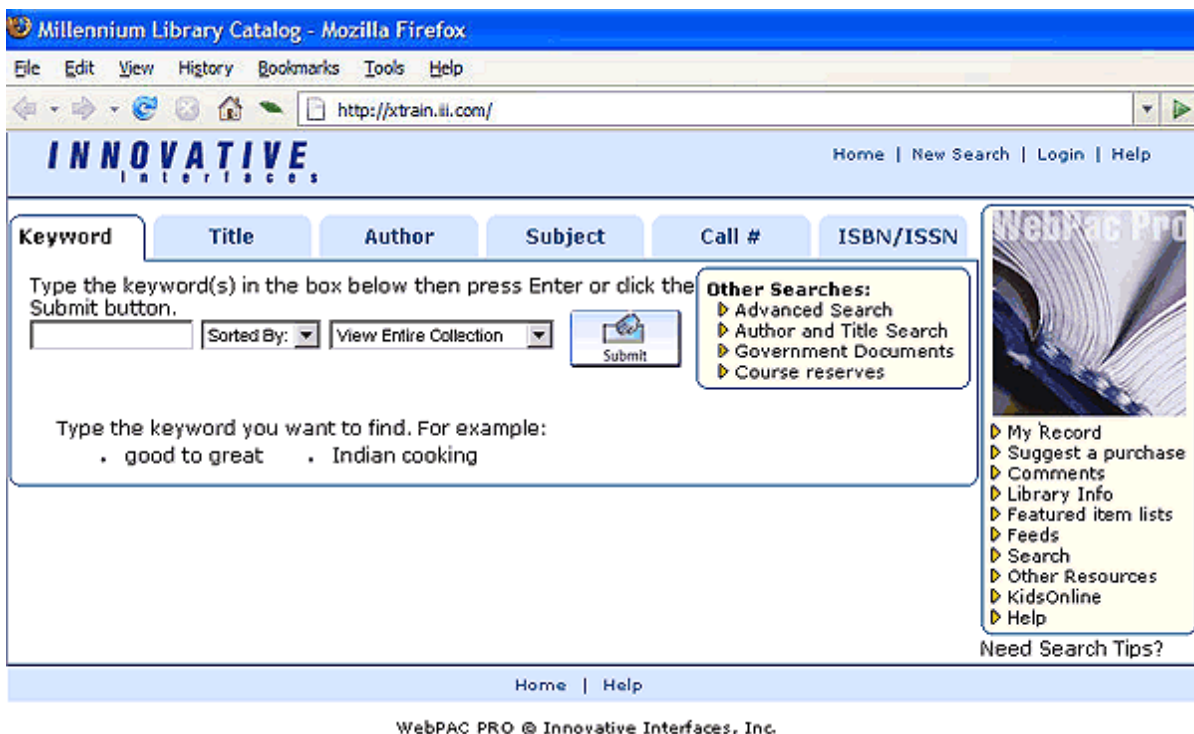 Millennium Library Catalog - Mozilla Firefox
File Edit View History Bookmarks Tools Help
http://xtrain.iii.com/
INNOVATIVE
Interfaces
Home | New Search | Login | Help
Keyword Title Author Subject Call # ISBN/ISSN
Type the keyword(s) in the box below then press Enter or click the
Submit button.
Sorted By: View Entire Collection Submit
Other Searches:
Advanced Search
Author and Title Search
Government Documents
Course reserves
Type the keyword you want to find. For example:
. good to great . Indian cooking
WebPac Pro
My Record
Suggest a purchase
Comments
Library Info
Featured item lists
Feeds
Search
Other Resources
KidsOnline
Help
Need Search Tips?
Home | Help
WebPAC PRO © Innovative Interfaces, Inc.